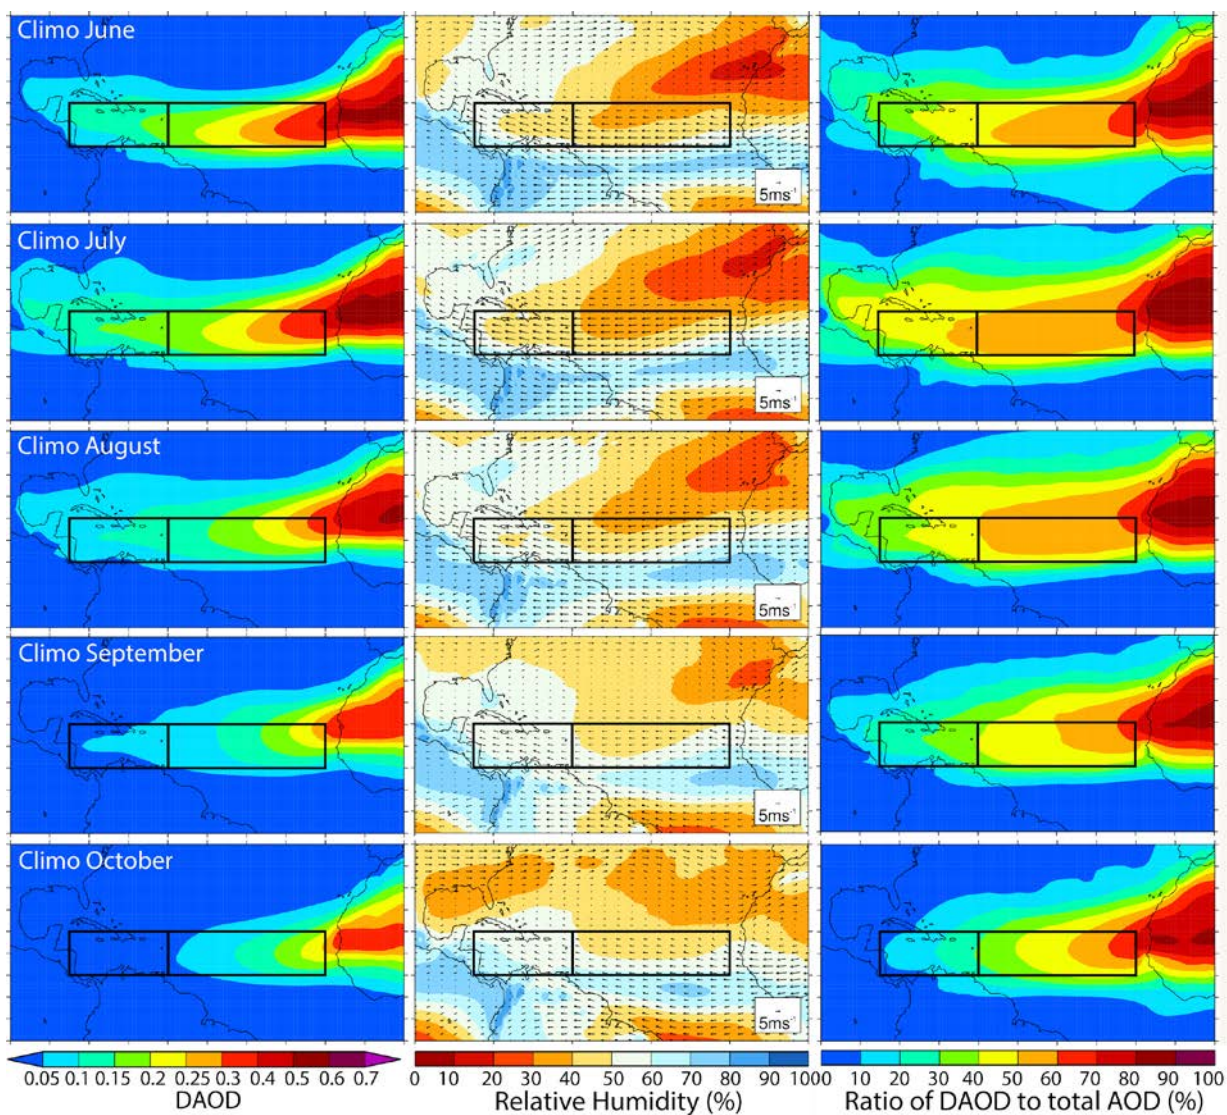 Climo June
5ms⁻¹
Climo July
5ms⁻¹
Climo August
5ms⁻¹
Climo September
5ms⁻¹
Climo October
5ms⁻¹
0.05 0.1 0.15 0.2 0.25 0.3 0.4 0.5 0.6 0.7
DAOD
0 10 20 30 40 50 60 70 80 90 100
Relative Humidity (%)
10 20 30 40 50 60 70 80 90 100
Ratio of DAOD to total AOD (%)